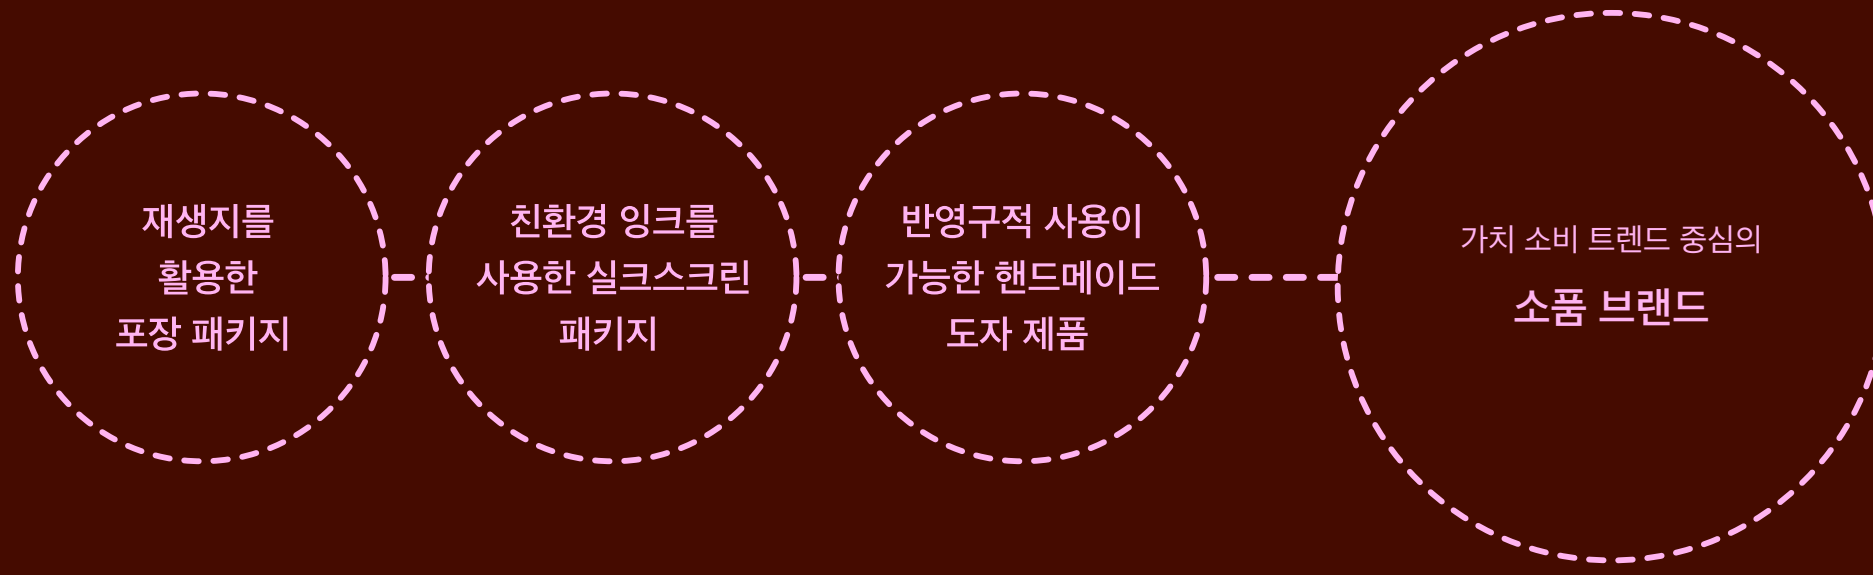 재생지를
활용한
포장 패키지
친환경 잉크를
사용한 실크스크린
패키지
반영구적 사용이
가능한 핸드메이드
도자 제품
가치 소비 트렌드 중심의
소품 브랜드